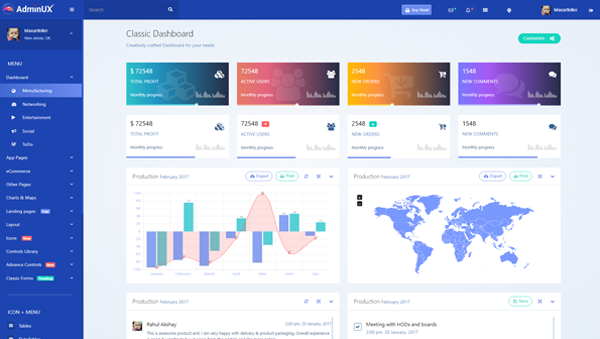 AdminUX
Search
Buy Now!
Maxartkiller
Maxartkiller
New Jersey, UK
MENU
Dashboard
Manufacturing
Networking
Entertainment
Social
ToDo
App Pages
eCommerce
Other Pages
Charts & Maps
Landing pages
Layout
Icons
Controls Library
Advance Controls
Classic Forms
ICON + MENU
Tables
Classic Dashboard
Creatively crafted Dashboard for your needs
Customize
$ 72548
TOTAL PROFIT
Monthly progress
72548
ACTIVE USERS
Monthly progress
2548
NEW ORDERS
Monthly progress
1548
NEW COMMENTS
Monthly progress
$ 72548
TOTAL PROFIT
Monthly progress
72548
ACTIVE USERS
Monthly progress
2548
NEW ORDERS
Monthly progress
1548
NEW COMMENTS
Monthly progress
Production February 2017
Export
Print
January
February
March
April
May
June
July
Production February 2017
Export
Print
Production February 2017
Rahul Akshay
2:00 pm, 20 January, 2017
This is awesome product and, I am very happy with delivery & product packaging. Overall experience
Production February 2017
Save
Meeting with HODs and boards
2:00 pm, 20 January, 2017